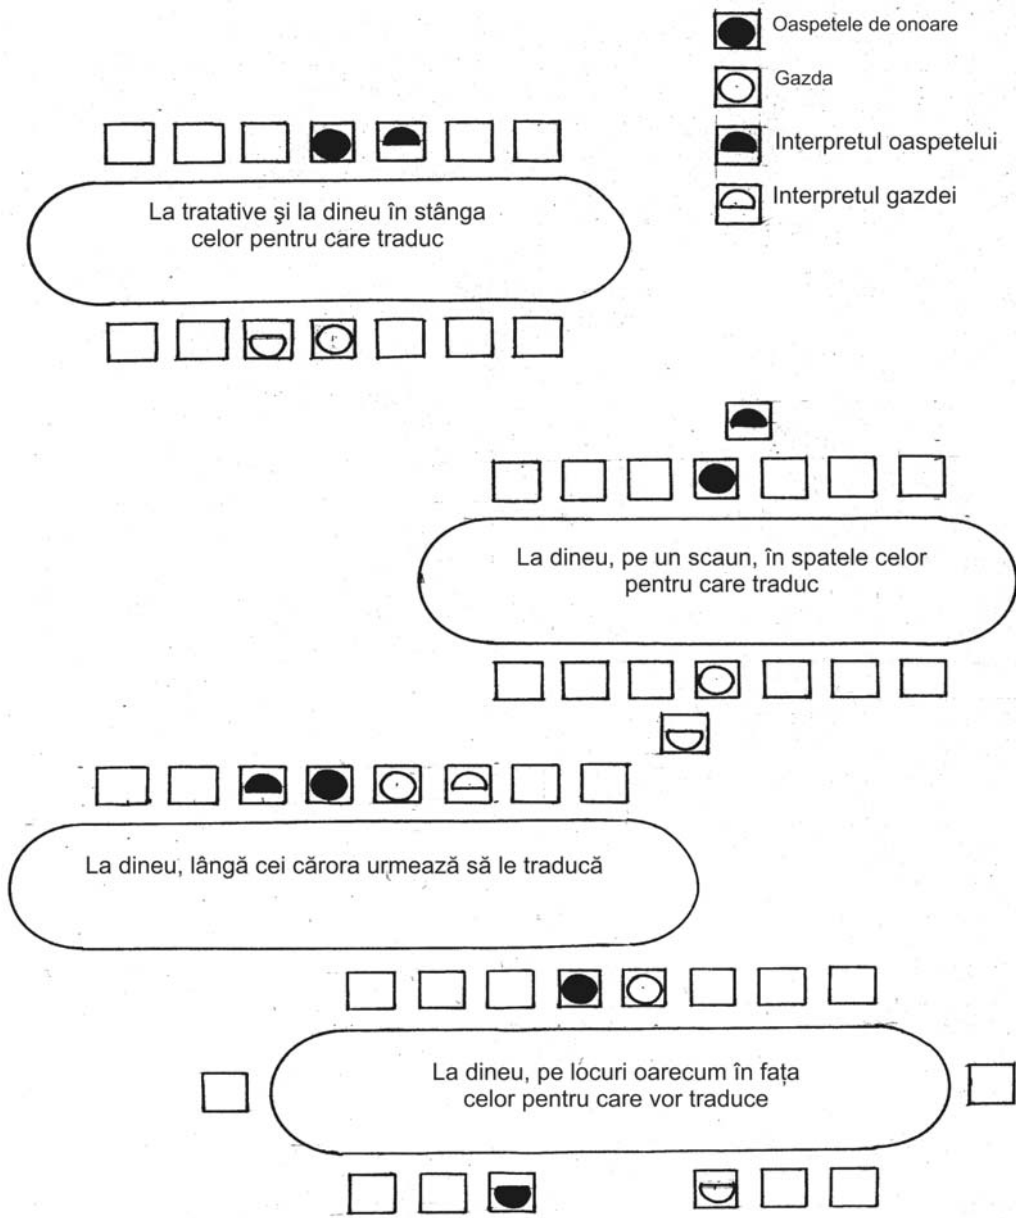 Oaspetele de onoare
Gazda
Interpretul oaspetelui
Interpretul gazdei
La tratative şi la dineu în stânga
celor pentru care traduc
La dineu, pe un scaun, în spatele celor
pentru care traduc
La dineu, lângă cei cărora urmează să le traducă
La dineu, pe locuri oarecum în faţa
celor pentru care vor traduce